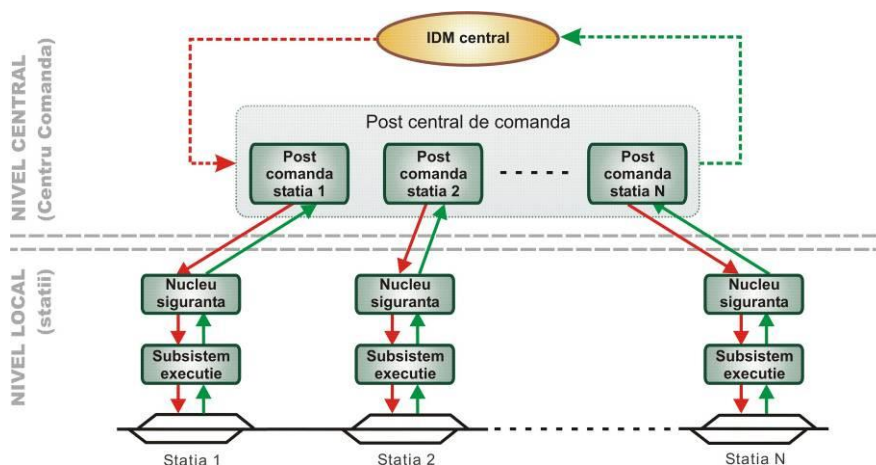 NIVEL CENTRAL
(Centru Comanda)
IDM central
Post central de comanda
Post
comanda
statia 1
Post
comanda
statia 2
Post
comanda
statia N
NIVEL LOCAL
(statii)
Nucleu
siguranta
Nucleu
siguranta
Nucleu
siguranta
Subsistem
executie
Subsistem
executie
Subsistem
executie
Statia 1
Statia 2
Statia N